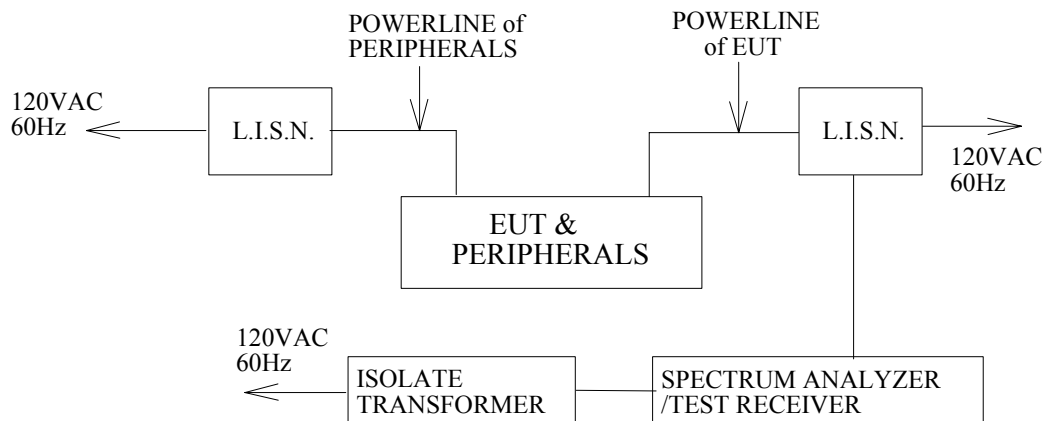 POWERLINE of
PERIPHERALS
POWERLINE
of EUT
120VAC
60Hz
L.I.S.N.
L.I.S.N.
120VAC
60Hz
EUT &
PERIPHERALS
120VAC
60Hz
ISOLATE
TRANSFORMER
SPECTRUM ANALYZER
/TEST RECEIVER